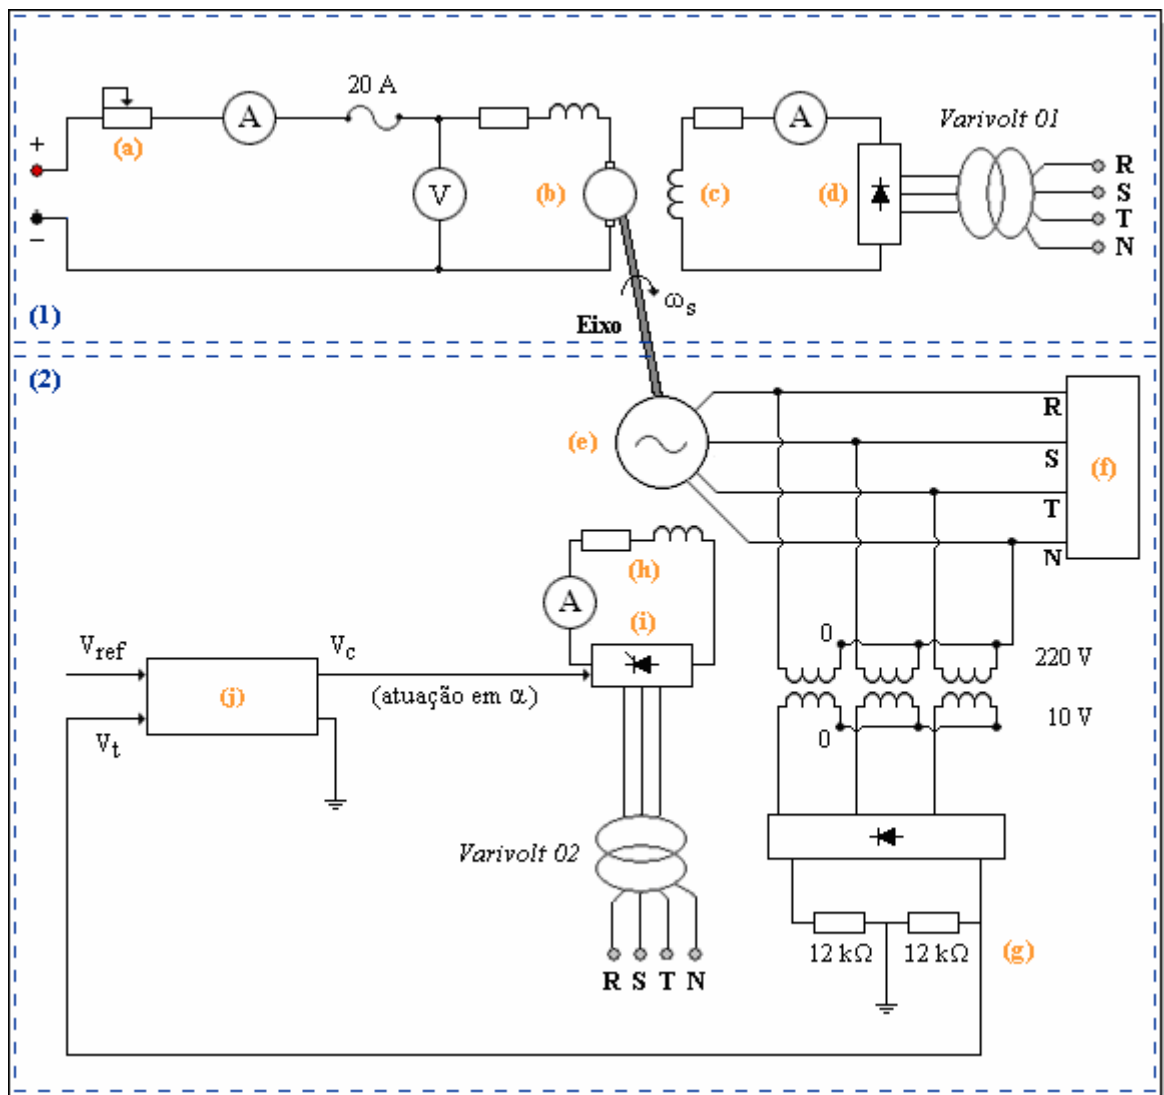 20 A
Varivolt 01
(a)
A
A
+
−
V
(b)
(c)
(d)
R
S
T
N
ωs
Eixo
(1)
(2)
(e)
R
S
T
N
(f)
(h)
A
(i)
Vref
Vc
(j)
(atuação em α)
Vt
0
220 V
10 V
0
Varivolt 02
12 kΩ
12 kΩ
(g)
R S T N